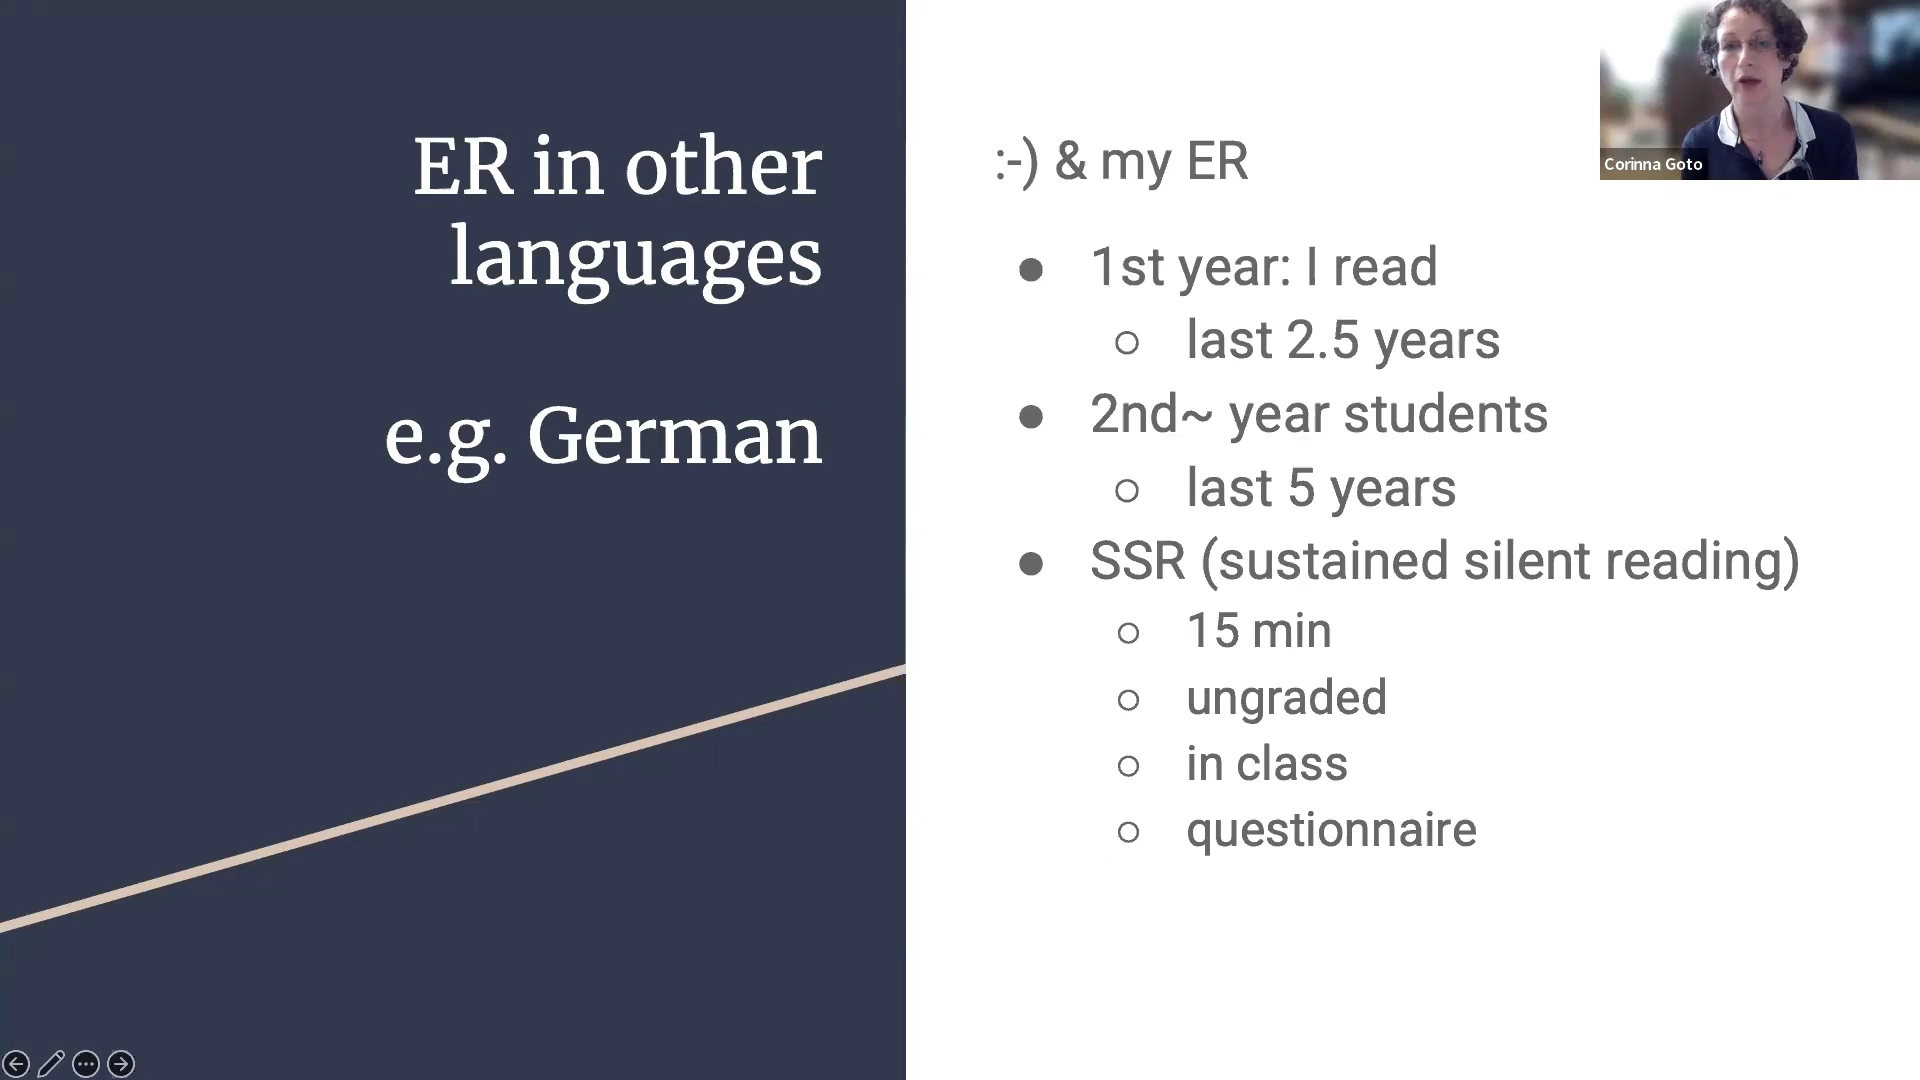 ER in other
languages
e.g. German
:-) & my ER
● 1st year: I read
○ last 2.5 years
● 2nd~ year students
○ last 5 years
● SSR (sustained silent reading)
○ 15 min
○ ungraded
○ in class
○ questionnaire
Corinna Goto